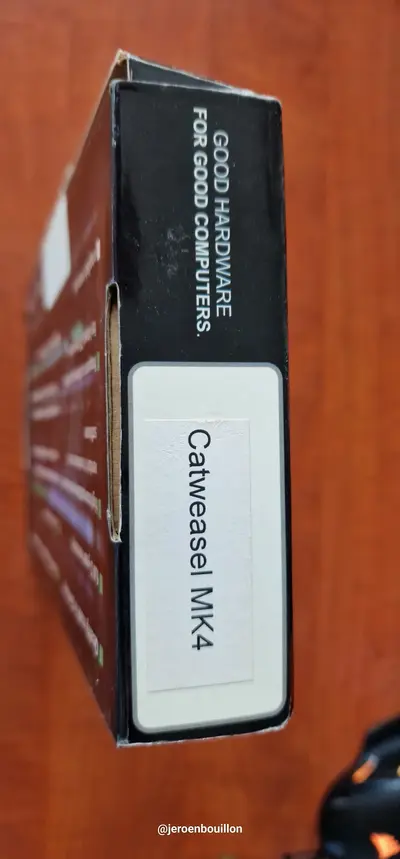 GOOD HARDWARE
FOR GOOD COMPUTERS.
Catweasel MK4
@jeroenbouillon